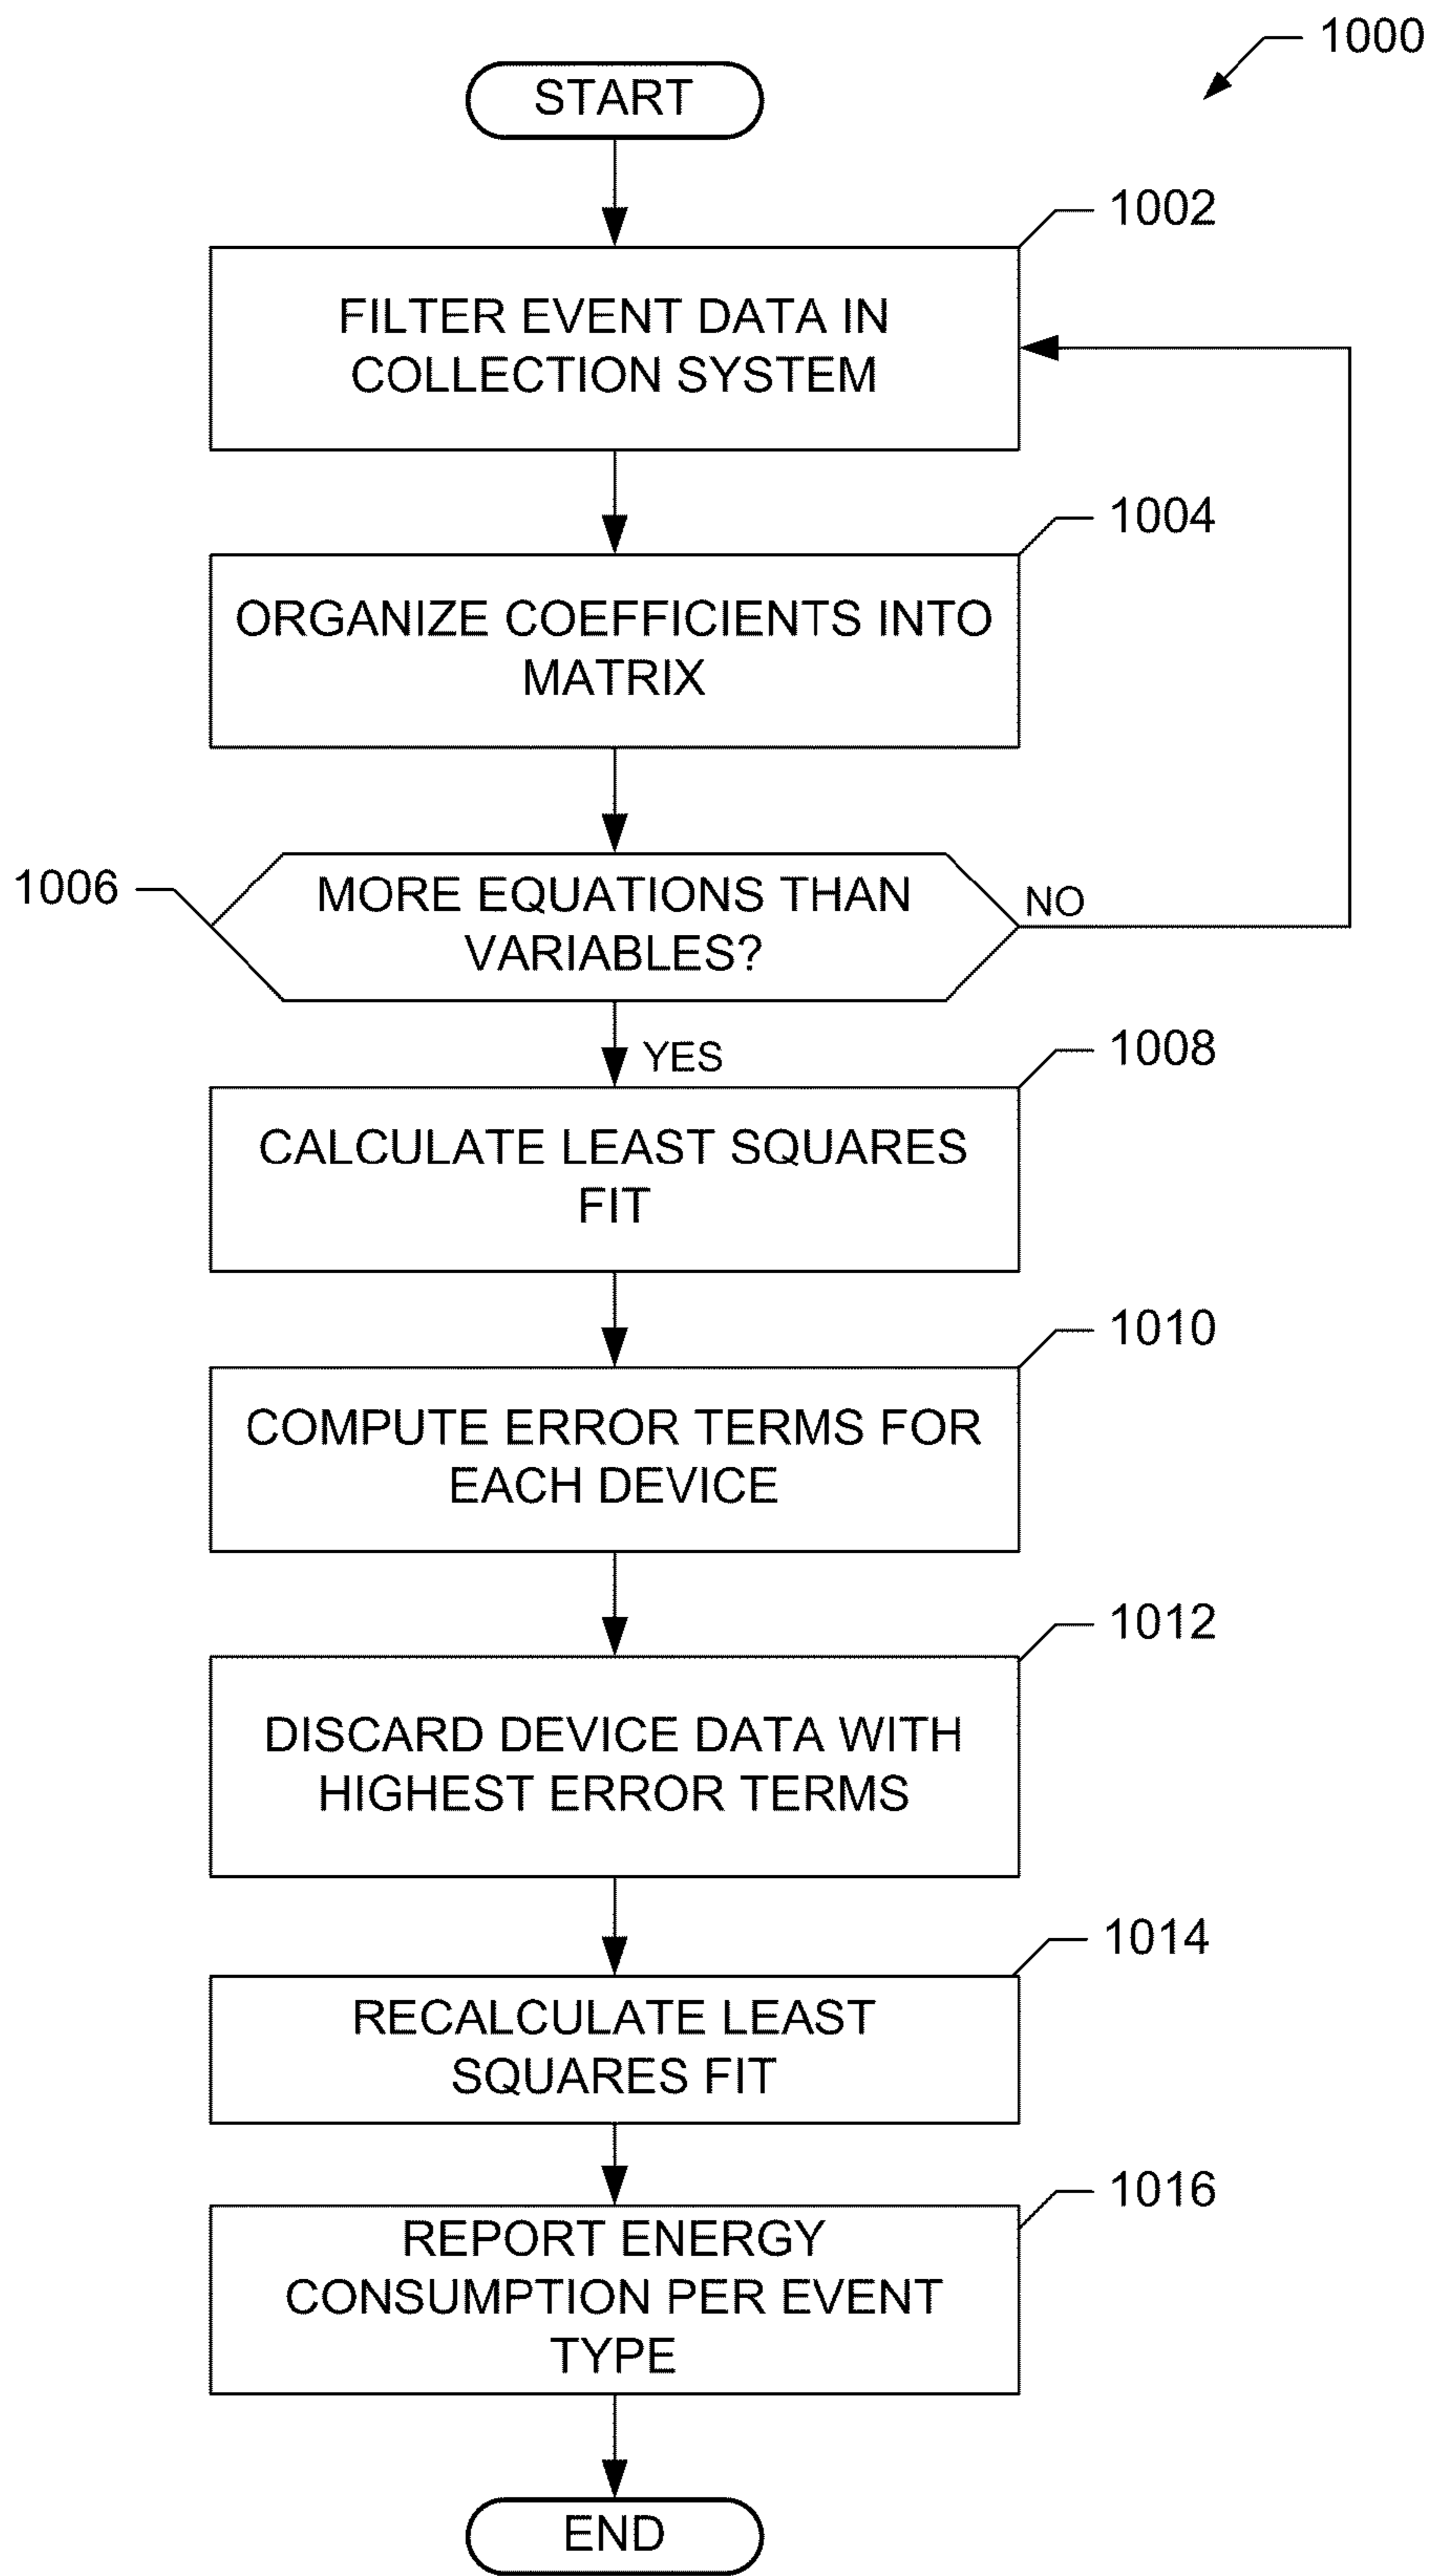 1000
START
1002
FILTER EVENT DATA IN
COLLECTION SYSTEM
1004
ORGANIZE COEFFICIENTS INTO
MATRIX
1006
MORE EQUATIONS THAN
VARIABLES?
NO
YES
1008
CALCULATE LEAST SQUARES
FIT
1010
COMPUTE ERROR TERMS FOR
EACH DEVICE
1012
DISCARD DEVICE DATA WITH
HIGHEST ERROR TERMS
1014
RECALCULATE LEAST
SQUARES FIT
1016
REPORT ENERGY
CONSUMPTION PER EVENT
TYPE
END